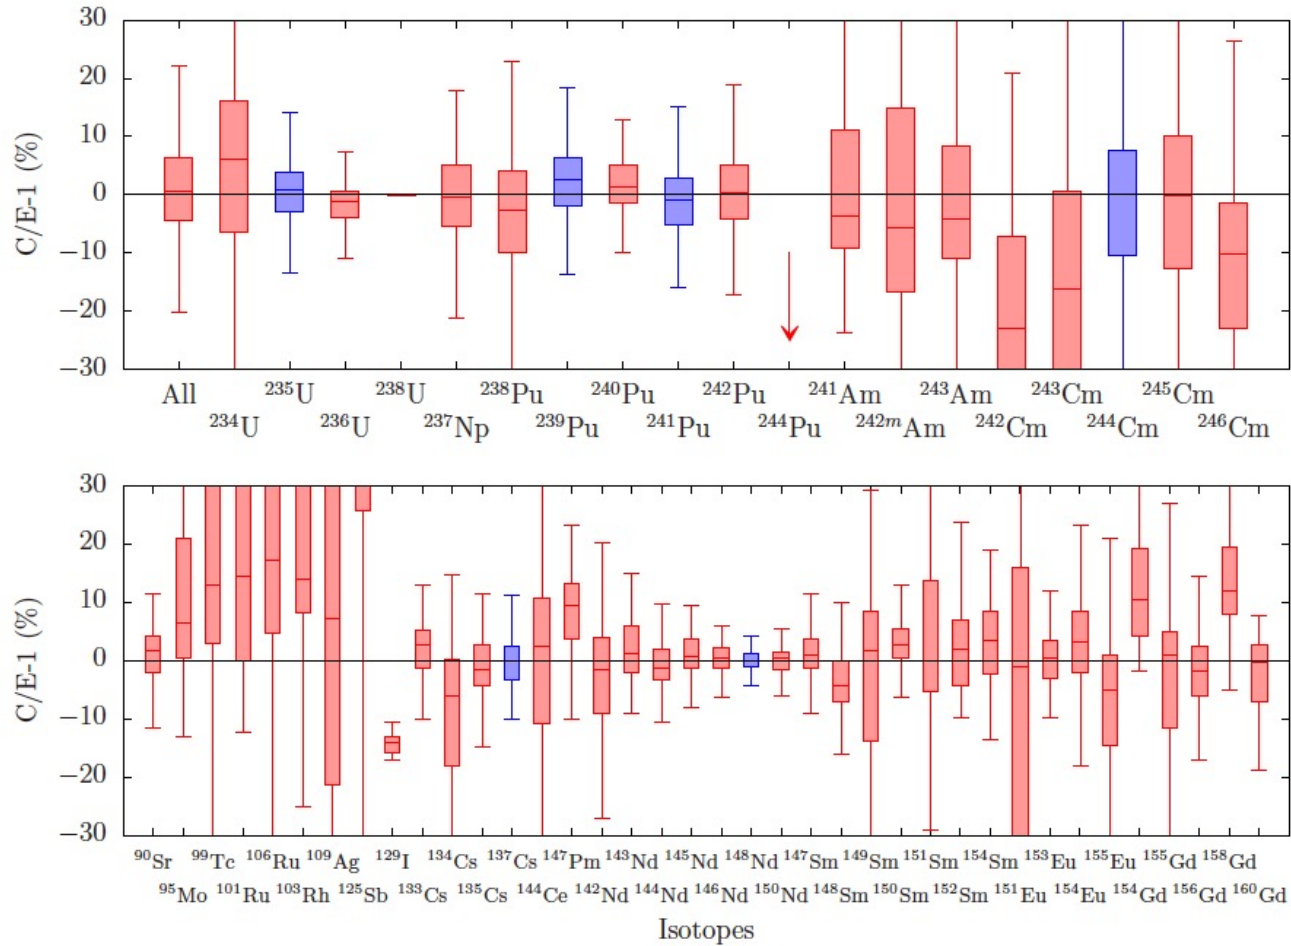 C/E-1 (%)
30
20
10
0
−10
−20
−30
All ²³⁵U ²³⁸U ²³⁸Pu ²⁴⁰Pu ²⁴²Pu ²⁴¹Am ²⁴³Am ²⁴³Cm ²⁴⁵Cm
²³⁴U ²³⁶U ²³⁷Np ²³⁹Pu ²⁴¹Pu ²⁴⁴Pu ²⁴²ᵐAm ²⁴²Cm ²⁴⁴Cm ²⁴⁶Cm
C/E-1 (%)
30
20
10
0
−10
−20
−30
⁹⁰Sr ⁹⁹Tc ¹⁰⁶Ru ¹⁰⁹Ag ¹²⁹I ¹³⁴Cs ¹³⁷Cs ¹⁴⁷Pm ¹⁴³Nd ¹⁴⁵Nd ¹⁴⁸Nd ¹⁴⁷Sm ¹⁴⁹Sm ¹⁵¹Sm ¹⁵⁴Sm ¹⁵³Eu ¹⁵⁵Eu ¹⁵⁵Gd ¹⁵⁸Gd
⁹⁵Mo ¹⁰¹Ru ¹⁰³Rh ¹²⁵Sb ¹³³Cs ¹³⁵Cs ¹⁴⁴Ce ¹⁴²Nd ¹⁴⁴Nd ¹⁴⁶Nd ¹⁵⁰Nd ¹⁴⁸Sm ¹⁵⁰Sm ¹⁵²Sm ¹⁵¹Eu ¹⁵⁴Eu ¹⁵⁴Gd ¹⁵⁶Gd ¹⁶⁰Gd
Isotopes